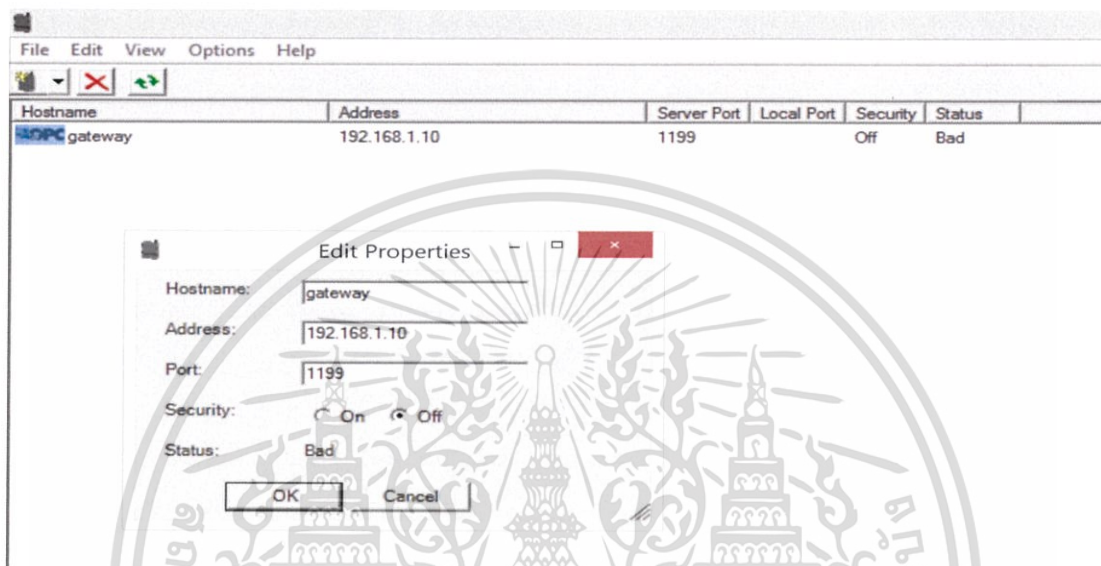 File Edit View Options Help
Hostname Address Server Port Local Port Security Status
gateway 192.168.1.10 1199 Off Bad
Edit Properties
Hostname: gateway
Address: 192.168.1.10
Port: 1199
Security: On Off
Status: Bad
OK Cancel